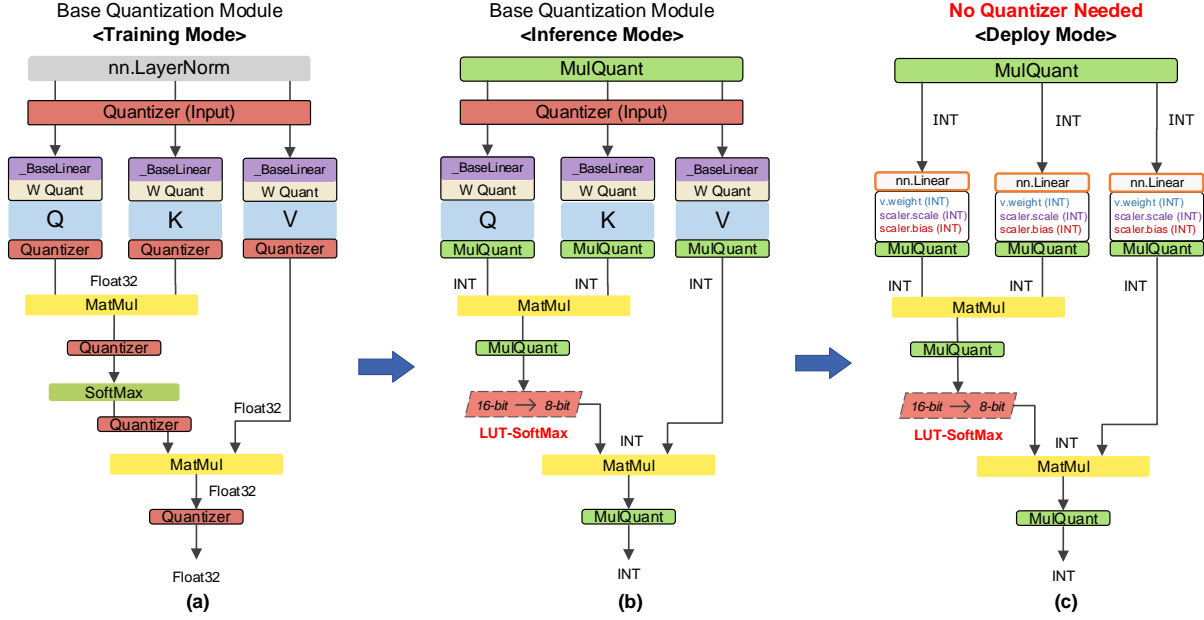 Base Quantization Module
<Training Mode>
nn.LayerNorm
Quantizer (Input)
_BaseLinear
_BaseLinear
_BaseLinear
W Quant
W Quant
W Quant
Q
K
V
Quantizer
Quantizer
Quantizer
Float32
MatMul
Quantizer
SoftMax
Quantizer
Float32
MatMul
Float32
Quantizer
Float32
(a)
Base Quantization Module
<Inference Mode>
MulQuant
Quantizer (Input)
_BaseLinear
_BaseLinear
_BaseLinear
W Quant
W Quant
W Quant
Q
K
V
MulQuant
MulQuant
MulQuant
INT
INT
INT
MatMul
MulQuant
16-bit → 8-bit
LUT-SoftMax
INT
MatMul
MulQuant
INT
(b)
No Quantizer Needed
<Deploy Mode>
MulQuant
INT
INT
INT
nn.Linear
nn.Linear
nn.Linear
v.weight (INT)
v.weight (INT)
v.weight (INT)
scaler.scale (INT)
scaler.scale (INT)
scaler.scale (INT)
scaler.bias (INT)
scaler.bias (INT)
scaler.bias (INT)
MulQuant
MulQuant
MulQuant
INT
INT
INT
MatMul
MulQuant
16-bit → 8-bit
LUT-SoftMax
INT
MatMul
MulQuant
INT
(c)